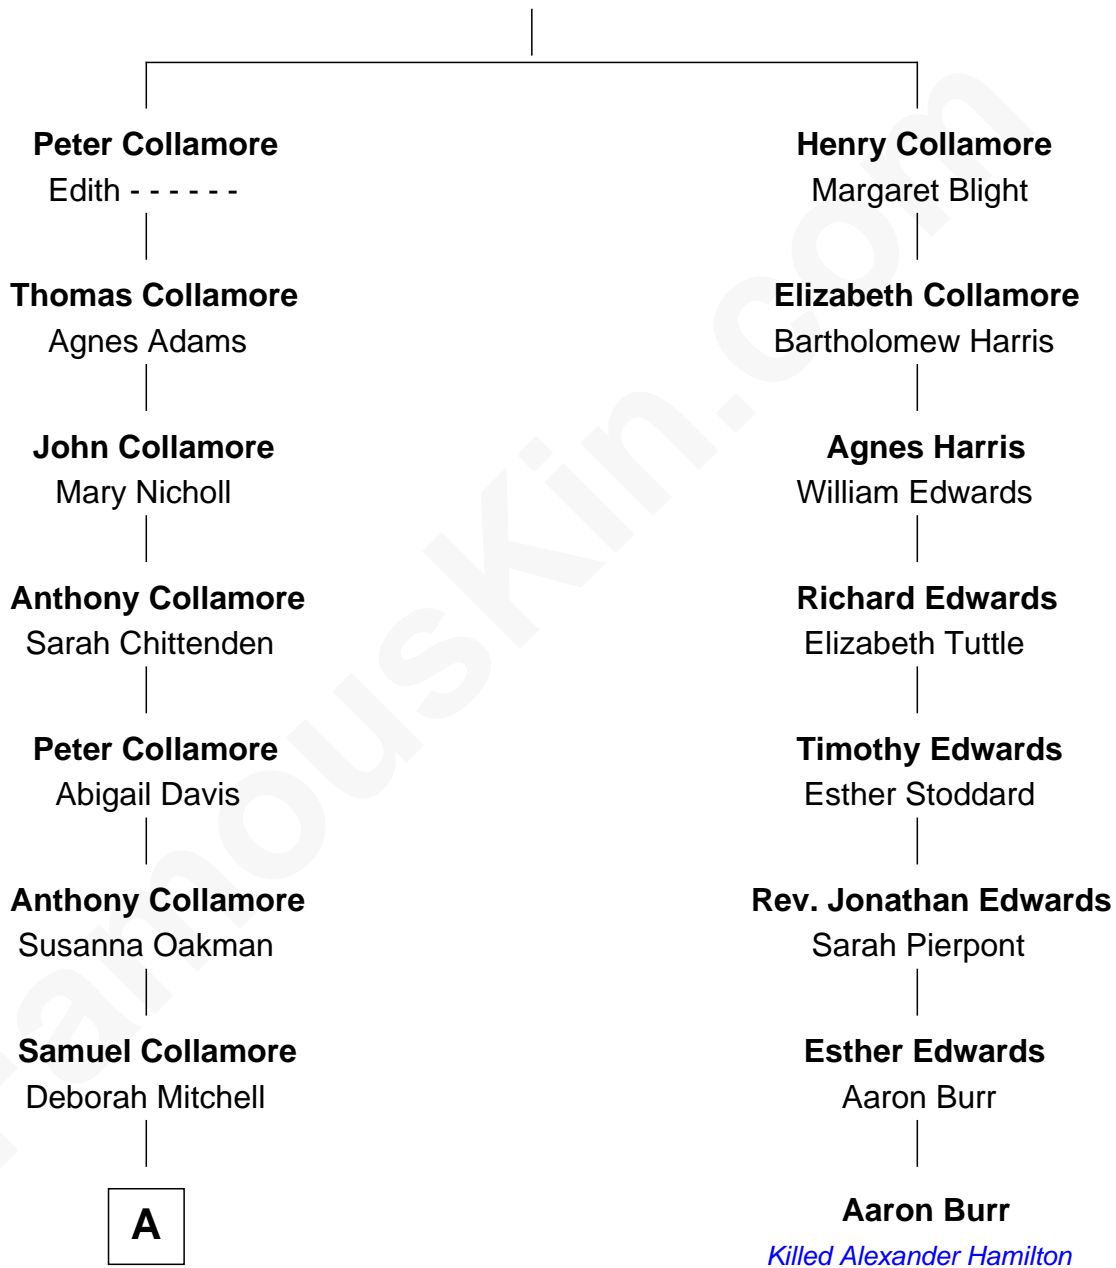 Peter Collamore
Edith - - - - - -
Henry Collamore
Margaret Blight
Thomas Collamore
Agnes Adams
Elizabeth Collamore
Bartholomew Harris
John Collamore
Mary Nicholl
Agnes Harris
William Edwards
Anthony Collamore
Sarah Chittenden
Richard Edwards
Elizabeth Tuttle
Peter Collamore
Abigail Davis
Timothy Edwards
Esther Stoddard
Anthony Collamore
Susanna Oakman
Rev. Jonathan Edwards
Sarah Pierpont
Samuel Collamore
Deborah Mitchell
Esther Edwards
Aaron Burr
A
Aaron Burr
Killed Alexander Hamilton
FamousKin.com